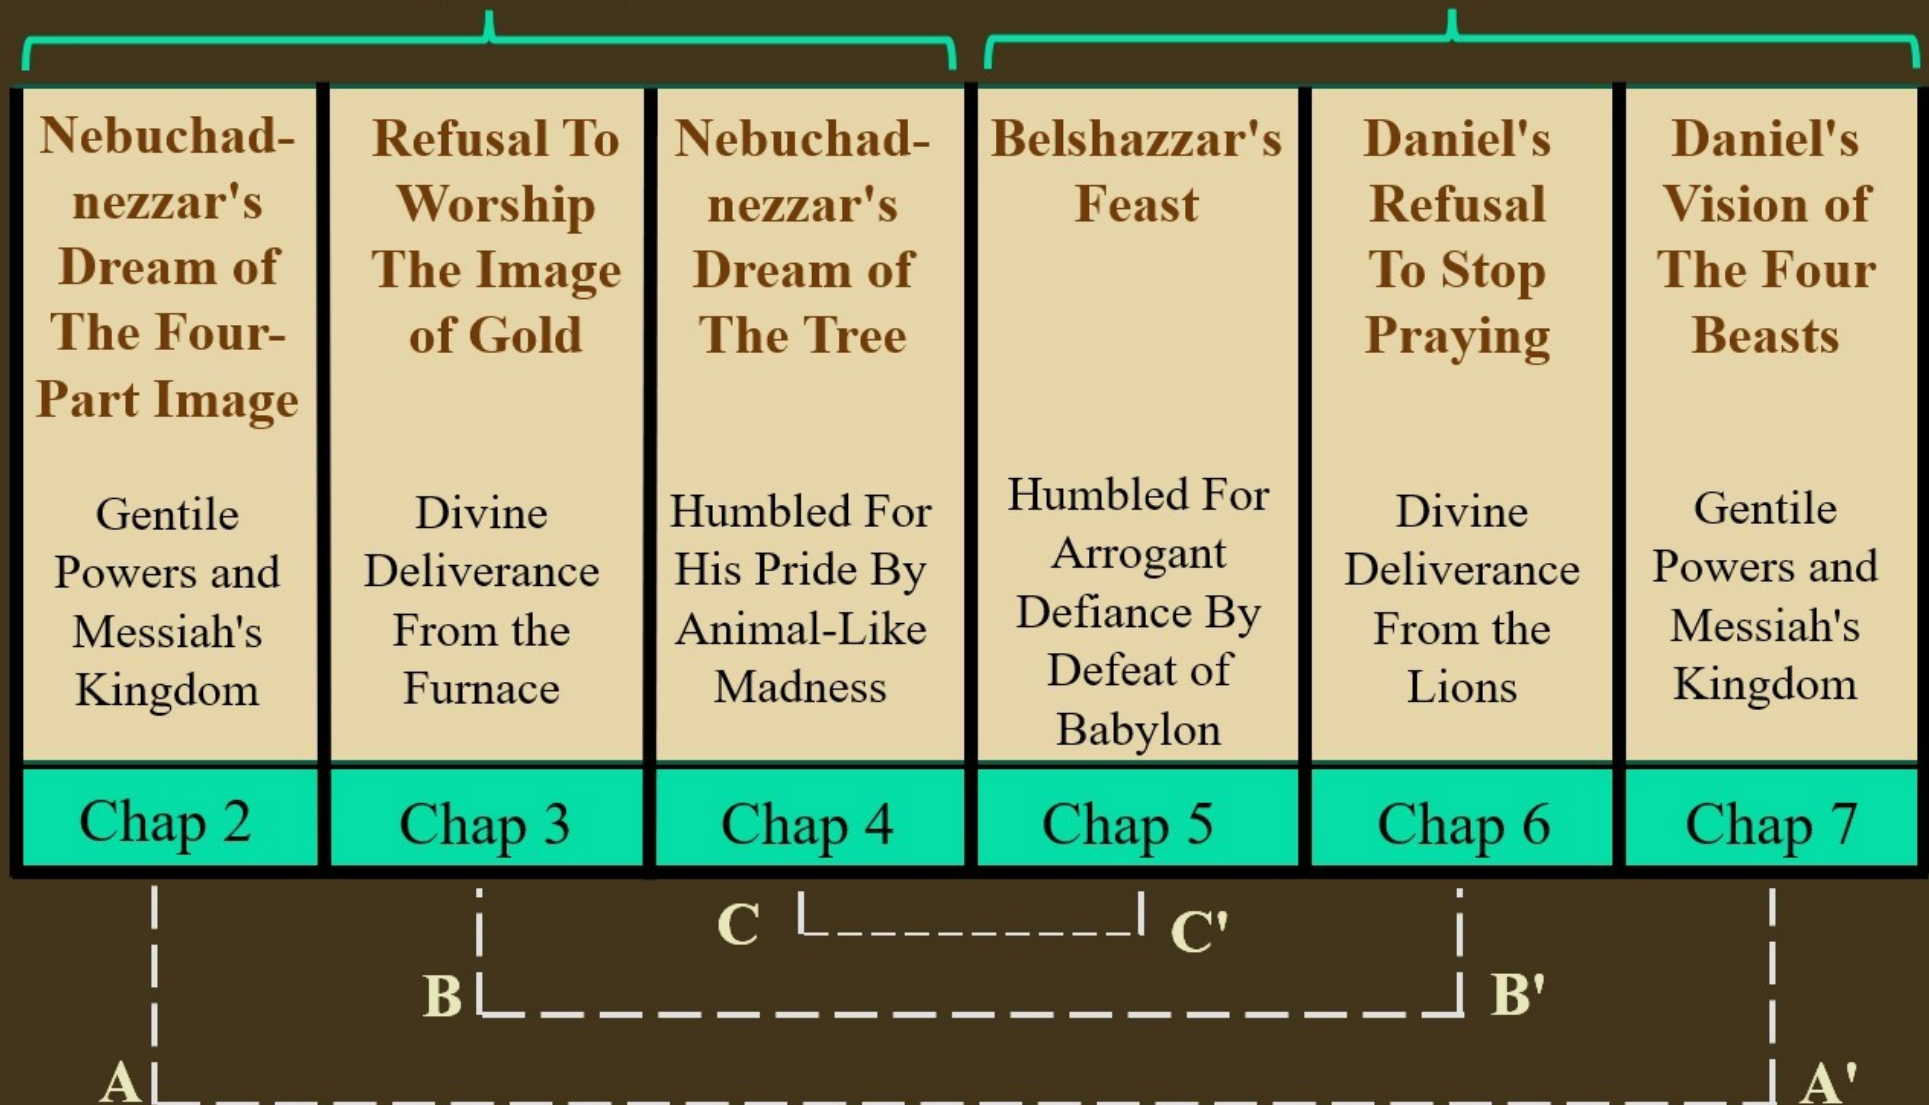 Nebuchad-
nezzar's
Dream of
The Four-
Part Image
Gentile
Powers and
Messiah's
Kingdom
Chap 2
Refusal To
Worship
The Image
of Gold
Divine
Deliverance
From the
Furnace
Chap 3
Nebuchad-
nezzar's
Dream of
The Tree
Humbled For
His Pride By
Animal-Like
Madness
Chap 4
Belshazzar's
Feast
Humbled For
Arrogant
Defiance By
Defeat of
Babylon
Chap 5
Daniel's
Refusal
To Stop
Praying
Divine
Deliverance
From the
Lions
Chap 6
Daniel's
Vision of
The Four
Beasts
Gentile
Powers and
Messiah's
Kingdom
Chap 7
C C'
B B'
A A'